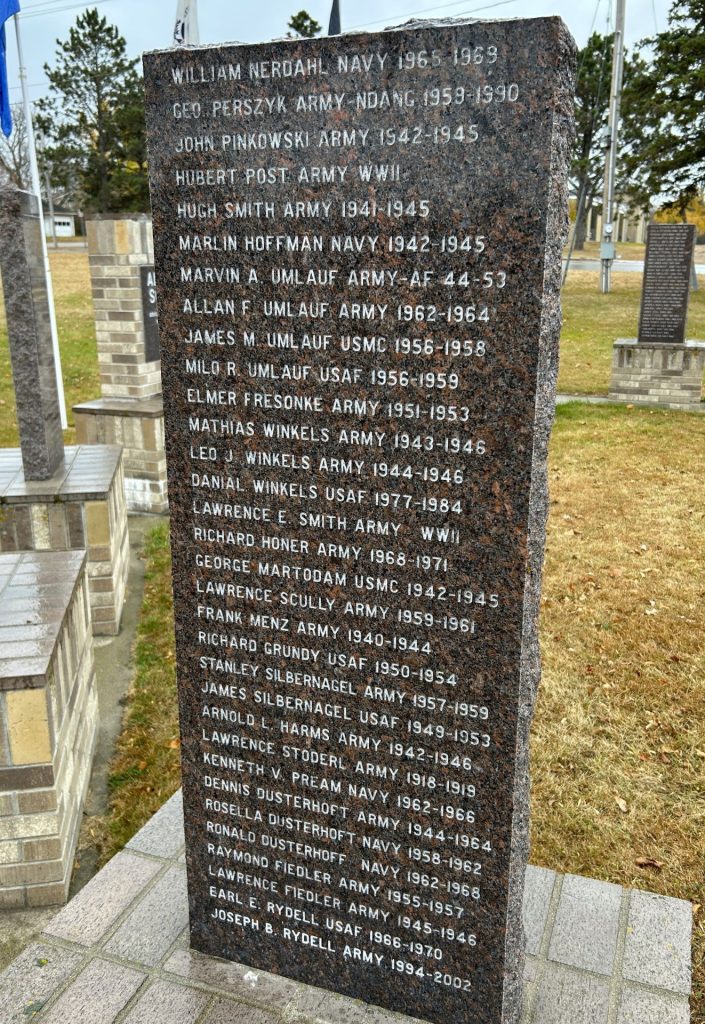 WILLIAM NERDAHL NAVY 1965-1969
GEO. PERSZYK ARMY-NDANG 1959-1990
JOHN PINKOWSKI ARMY 1942-1945
HUBERT POST ARMY WWII
HUGH SMITH ARMY 1941-1945
MARLIN HOFFMAN NAVY 1942-1945
MARVIN A. UMLAUF ARMY-AF 44-53
ALLAN F. UMLAUF ARMY 1962-1964
JAMES M. UMLAUF USMC 1956-1958
MILO R. UMLAUF USAF 1956-1959
ELMER FRESONKE ARMY 1951-1953
MATHIAS WINKELS ARMY 1943-1946
LEO J. WINKELS ARMY 1944-1946
DANIAL WINKELS USAF 1977-1984
LAWRENCE E. SMITH ARMY WWII
RICHARD HONER ARMY 1968-1971
GEORGE MARTODAM USMC 1942-1945
LAWRENCE SCULLY ARMY 1959-1961
FRANK MENZ ARMY 1940-1944
RICHARD GRUNDY USAF 1950-1954
STANLEY SILBERNAGEL ARMY 1957-1959
JAMES SILBERNAGEL USAF 1949-1953
ARNOLD L. HARMS ARMY 1942-1946
LAWRENCE STODERL ARMY 1918-1919
KENNETH V. PREAM NAVY 1962-1966
DENNIS DUSTERHOFT ARMY 1944-1964
ROSELLA DUSTERHOFT NAVY 1958-1962
RONALD DUSTERHOFF NAVY 1962-1968
RAYMOND FIEDLER ARMY 1955-1957
LAWRENCE FIEDLER ARMY 1945-1946
EARL E. RYDELL USAF 1966-1970
JOSEPH B. RYDELL ARMY 1994-2002